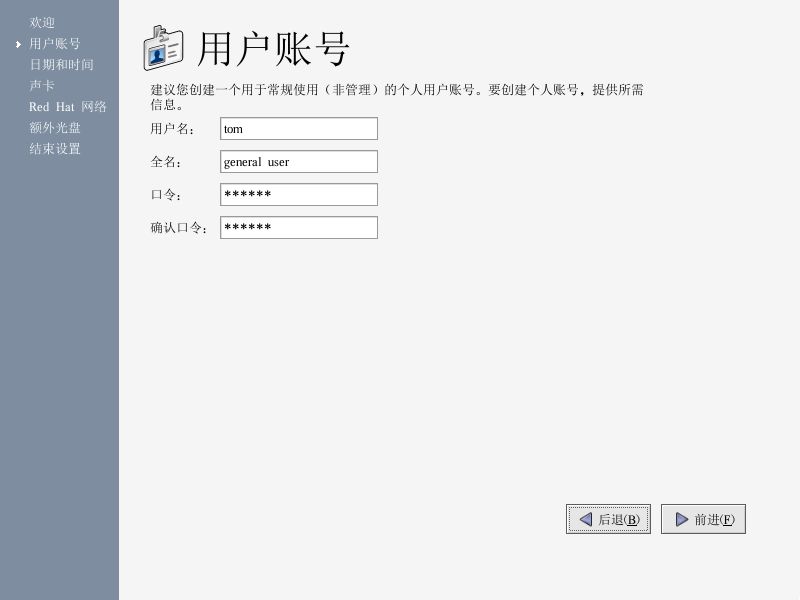 欢迎
用户账号
日期和时间
声卡
Red Hat 网络
额外光盘
结束设置
用户账号
建议您创建一个用于常规使用（非管理）的个人用户账号。要创建个人账号，提供所需
信息。
用户名： tom
全名： general user
口令： ******
确认口令： ******
后退(B) 前进(F)